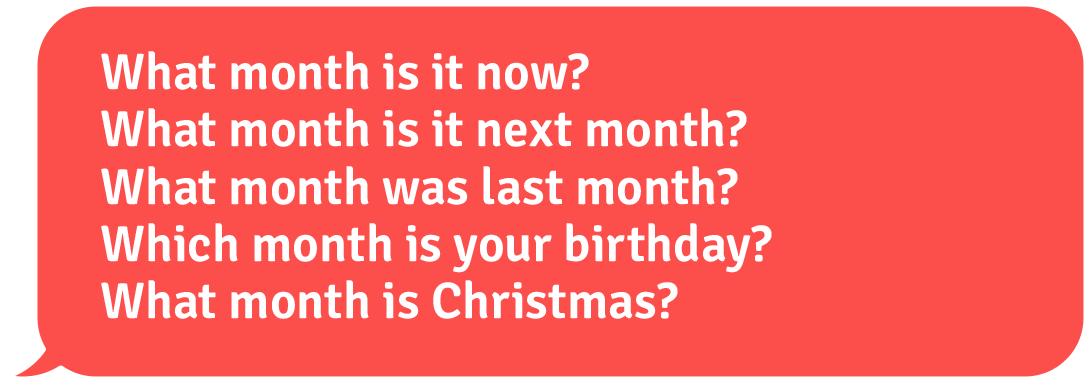 What month is it now?
What month is it next month?
What month was last month?
Which month is your birthday?
What month is Christmas?